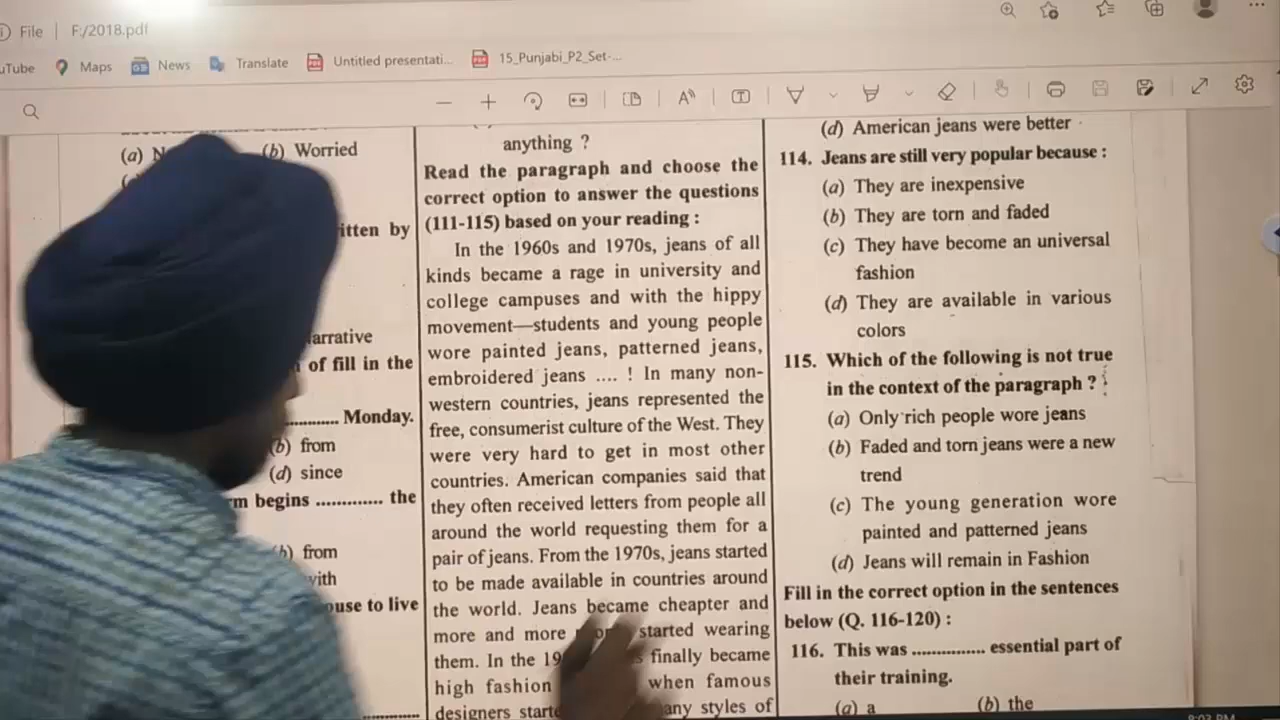 File | F:/2018.pdf
uTube Maps News Translate Untitled presentati... 15_Punjabi_P2_Set-...
(a) (b) Worried
itten by
arrative
of fill in the
............ Monday.
(b) from
(d) since
rm begins ............. the
(b) from
with
ouse to live
anything ?
Read the paragraph and choose the
correct option to answer the questions
(111-115) based on your reading :
In the 1960s and 1970s, jeans of all
kinds became a rage in university and
college campuses and with the hippy
movement—students and young people
wore painted jeans, patterned jeans,
embroidered jeans .... ! In many non-
western countries, jeans represented the
free, consumerist culture of the West. They
were very hard to get in most other
countries. American companies said that
they often received letters from people all
around the world requesting them for a
pair of jeans. From the 1970s, jeans started
to be made available in countries around
the world. Jeans became cheapter and
more and more started wearing
them. In the 19 finally became
high fashion when famous
designers starte any styles of
(d) American jeans were better
114. Jeans are still very popular because :
(a) They are inexpensive
(b) They are torn and faded
(c) They have become an universal
fashion
(d) They are available in various
colors
115. Which of the following is not true
in the context of the paragraph ?
(a) Only rich people wore jeans
(b) Faded and torn jeans were a new
trend
(c) The young generation wore
painted and patterned jeans
(d) Jeans will remain in Fashion
Fill in the correct option in the sentences
below (Q. 116-120) :
116. This was ............... essential part of
their training.
(a) a (b) the